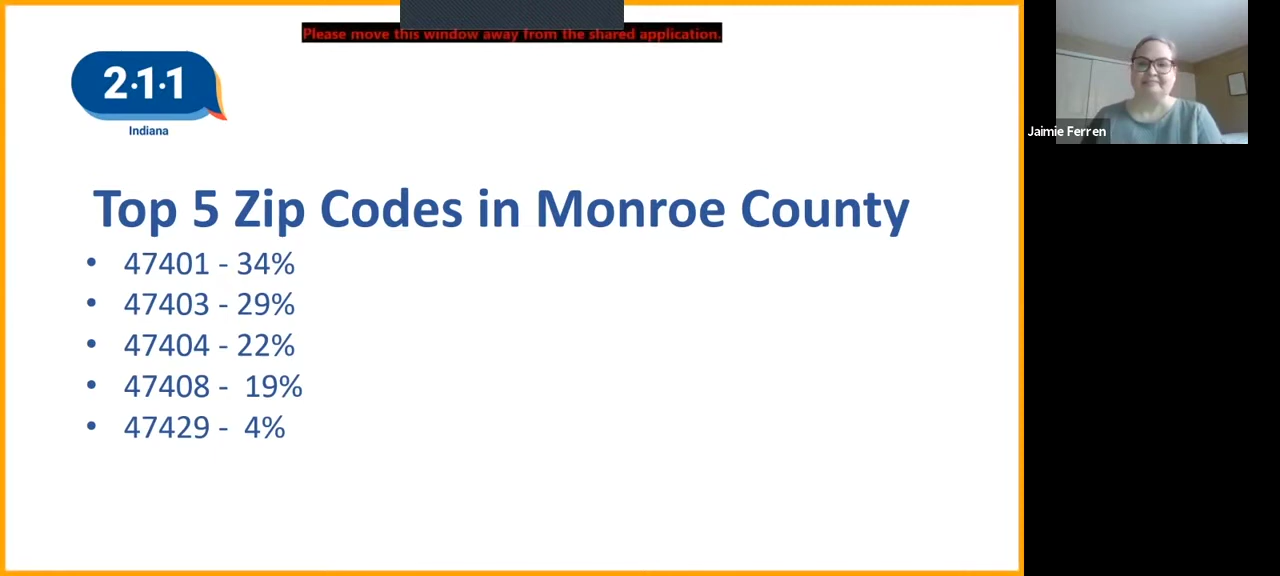 Please move this window away from the shared application.
2·1·1
Indiana
Jaimie Ferren
Top 5 Zip Codes in Monroe County
• 47401 - 34%
• 47403 - 29%
• 47404 - 22%
• 47408 -  19%
• 47429 -  4%